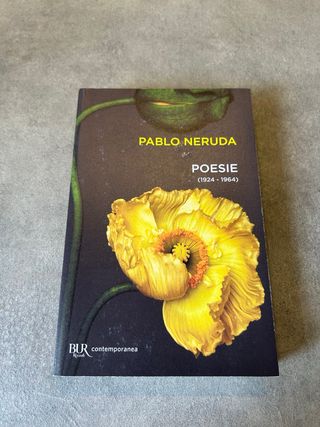 PABLO NERUDA
POESIE
(1924 - 1964)
BUR contemporanea
Rizzoli